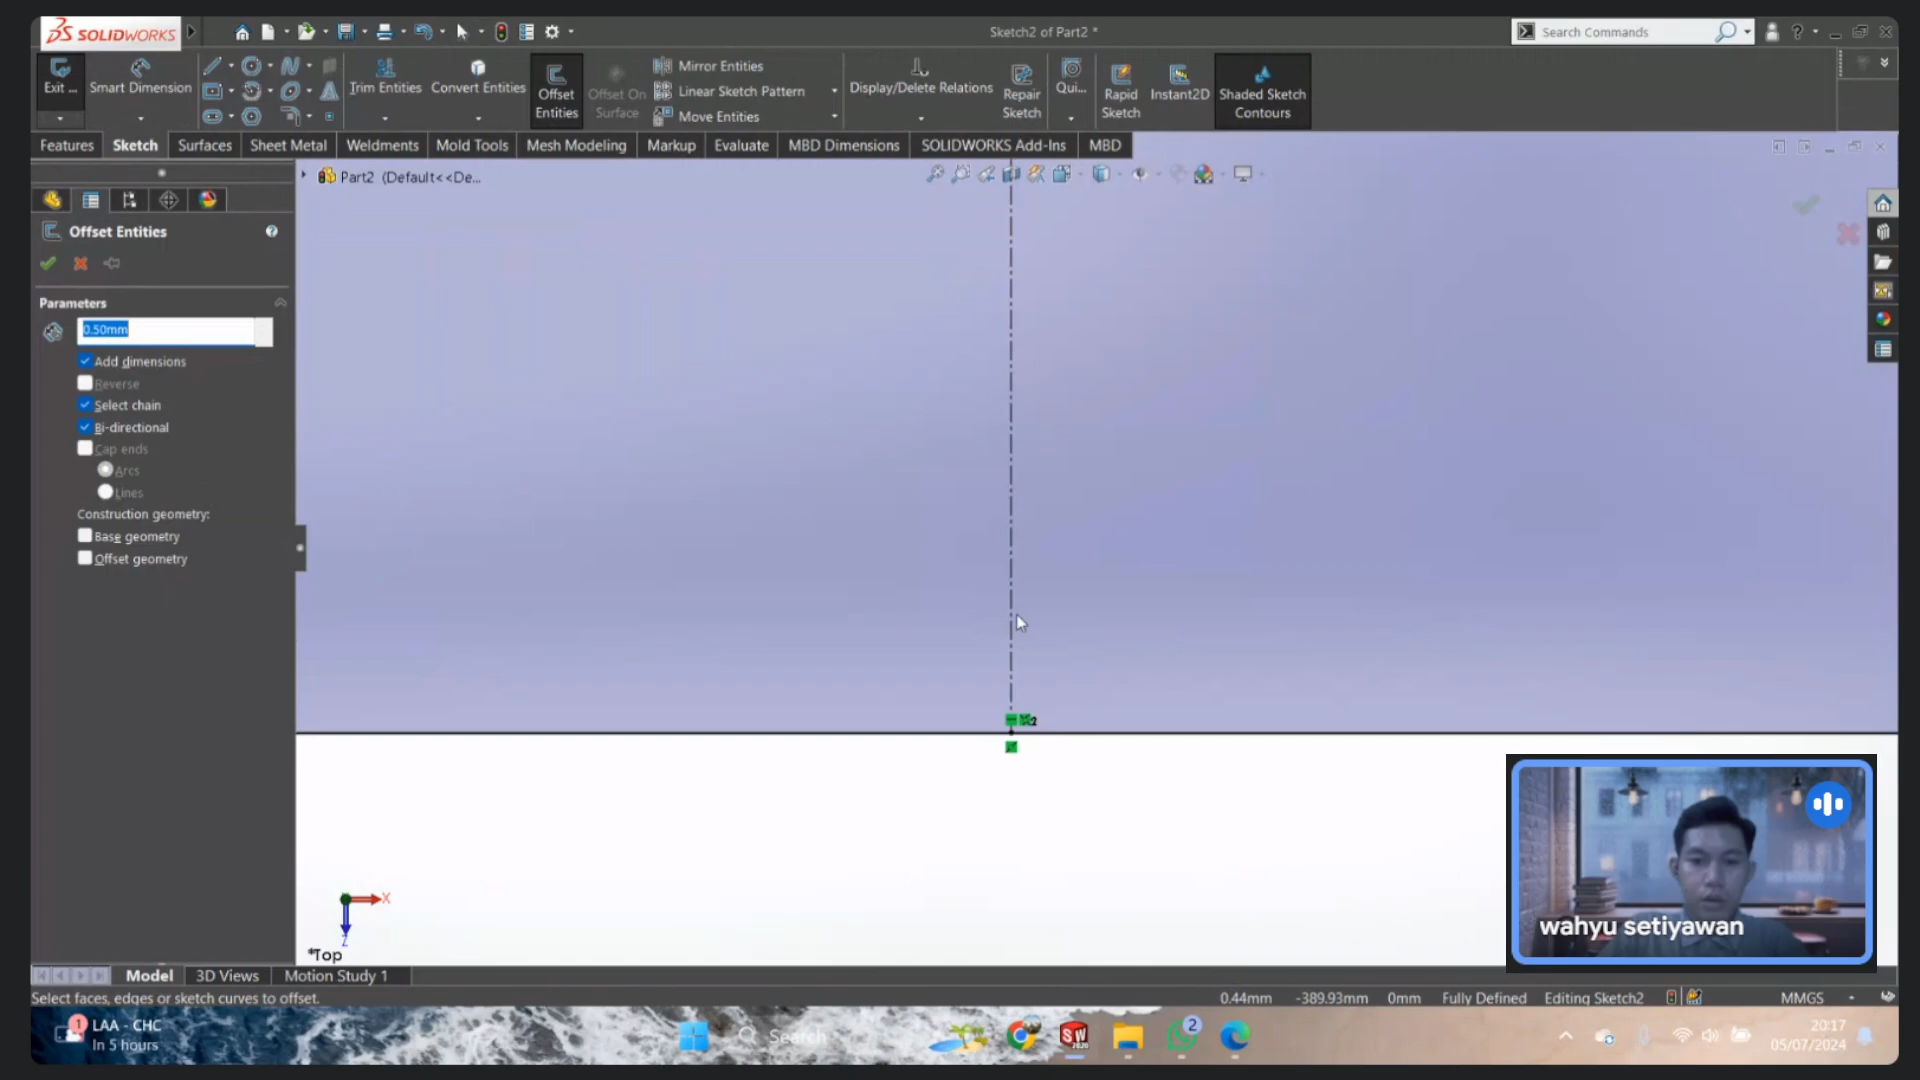 SOLIDWORKS
Sketch2 of Part2 *
Search Commands
Exit ...
Smart Dimension
Trim Entities
Convert Entities
Offset Entities
Offset On Surface
Mirror Entities
Linear Sketch Pattern
Move Entities
Display/Delete Relations
Repair Sketch
Qui...
Rapid Sketch
Instant2D
Shaded Sketch Contours
Features
Sketch
Surfaces
Sheet Metal
Weldments
Mold Tools
Mesh Modeling
Markup
Evaluate
MBD Dimensions
SOLIDWORKS Add-Ins
MBD
Part2 (Default<<De...
Offset Entities
Parameters
0.50mm
Add dimensions
Reverse
Select chain
Bi-directional
Cap ends
Arcs
Lines
Construction geometry:
Base geometry
Offset geometry
2
X
Z
*Top
wahyu setiyawan
Model
3D Views
Motion Study 1
Select faces, edges or sketch curves to offset.
0.44mm
-389.93mm
0mm
Fully Defined
Editing Sketch2
MMGS
1
LAA - CHC
In 5 hours
Search
SW
2020
2
20:17
05/07/2024